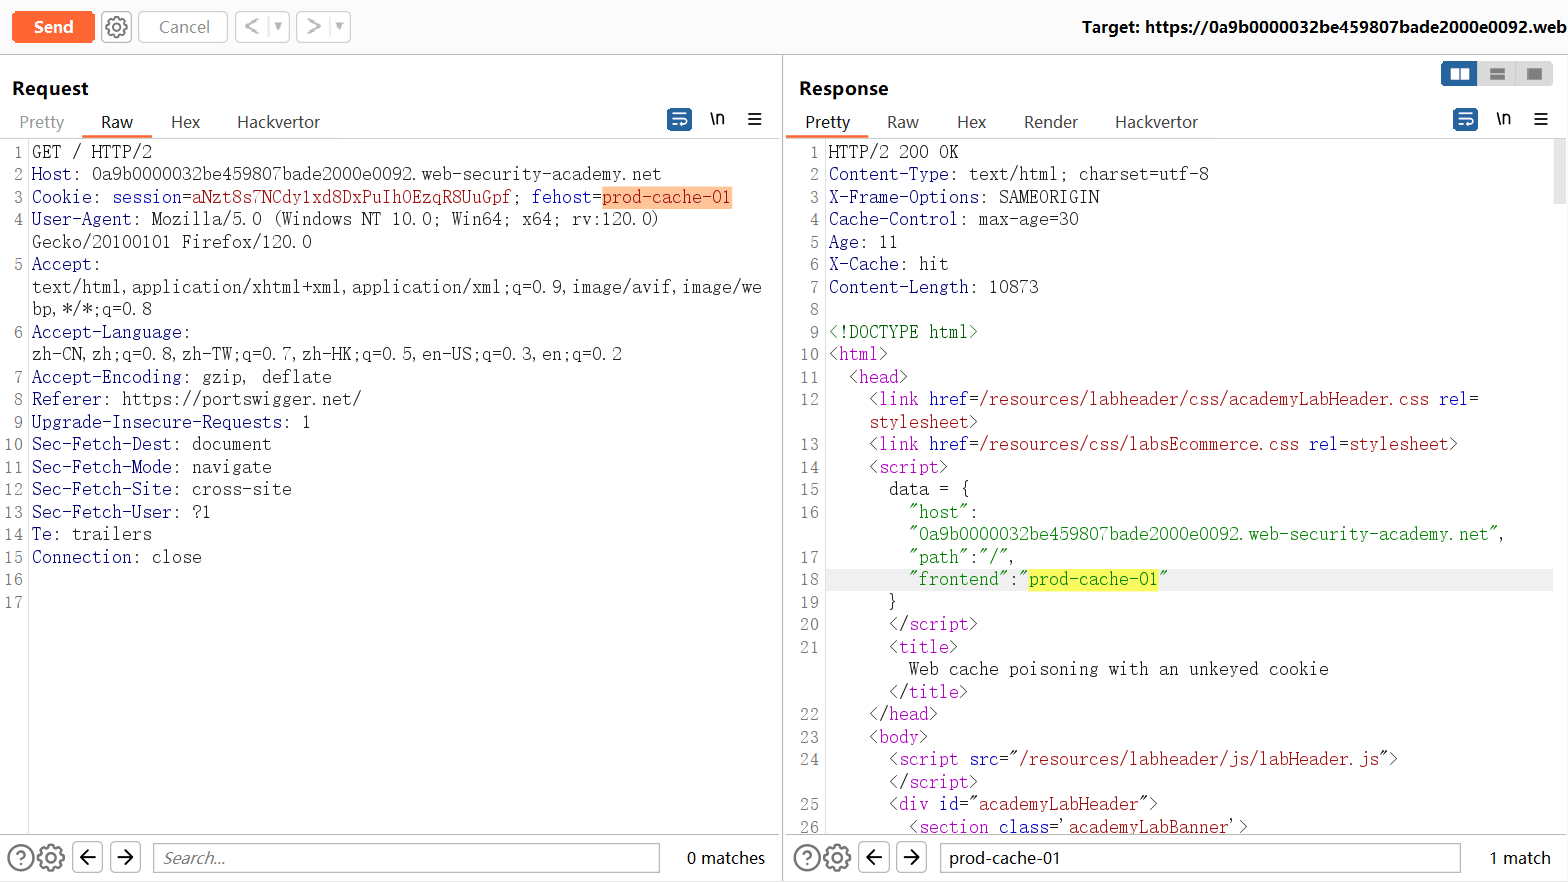 Send
Cancel
< ▼
> ▼
Target: https://0a9b0000032be459807bade2000e0092.web
Request
Pretty Raw Hex Hackvertor
\n
1 GET / HTTP/2
2 Host: 0a9b0000032be459807bade2000e0092.web-security-academy.net
3 Cookie: session=aNzt8s7NCdy1xd8DxPuIhOEzqR8UuGpf; fehost=prod-cache-01
4 User-Agent: Mozilla/5.0 (Windows NT 10.0; Win64; x64; rv:120.0)
Gecko/20100101 Firefox/120.0
5 Accept:
text/html,application/xhtml+xml,application/xml;q=0.9,image/avif,image/we
bp,*/*;q=0.8
6 Accept-Language:
zh-CN,zh;q=0.8,zh-TW;q=0.7,zh-HK;q=0.5,en-US;q=0.3,en;q=0.2
7 Accept-Encoding: gzip, deflate
8 Referer: https://portswigger.net/
9 Upgrade-Insecure-Requests: 1
10 Sec-Fetch-Dest: document
11 Sec-Fetch-Mode: navigate
12 Sec-Fetch-Site: cross-site
13 Sec-Fetch-User: ?1
14 Te: trailers
15 Connection: close
16
17
Search...
0 matches
Response
Pretty Raw Hex Render Hackvertor
\n
1 HTTP/2 200 OK
2 Content-Type: text/html; charset=utf-8
3 X-Frame-Options: SAMEORIGIN
4 Cache-Control: max-age=30
5 Age: 11
6 X-Cache: hit
7 Content-Length: 10873
8
9 <!DOCTYPE html>
10 <html>
11 <head>
12 <link href=/resources/labheader/css/academyLabHeader.css rel=
stylesheet>
13 <link href=/resources/css/labsEcommerce.css rel=stylesheet>
14 <script>
15 data = {
16 "host":
"0a9b0000032be459807bade2000e0092.web-security-academy.net",
17 "path":"/",
18 "frontend":"prod-cache-01"
19 }
20 </script>
21 <title>
Web cache poisoning with an unkeyed cookie
</title>
22 </head>
23 <body>
24 <script src="/resources/labheader/js/labHeader.js">
</script>
25 <div id="academyLabHeader">
26 <section class='academyLabBanner'>
prod-cache-01
1 match